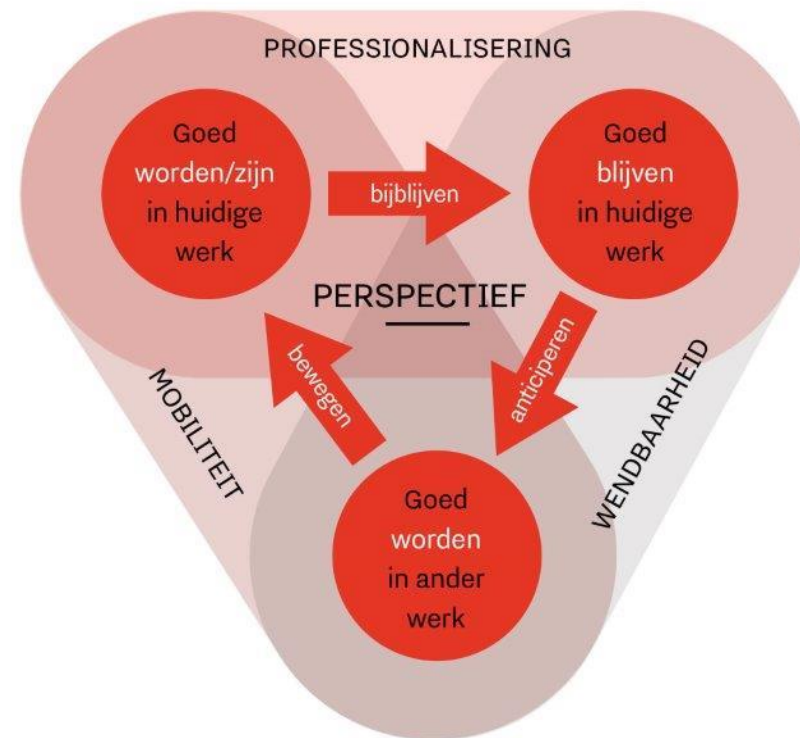 PROFESSIONALISERING
Goed
worden/zijn
in huidige
werk
bijblijven
Goed
blijven
in huidige
werk
PERSPECTIEF
bewegen
anticiperen
MOBILITEIT
WENDBAARHEID
Goed
worden
in ander
werk